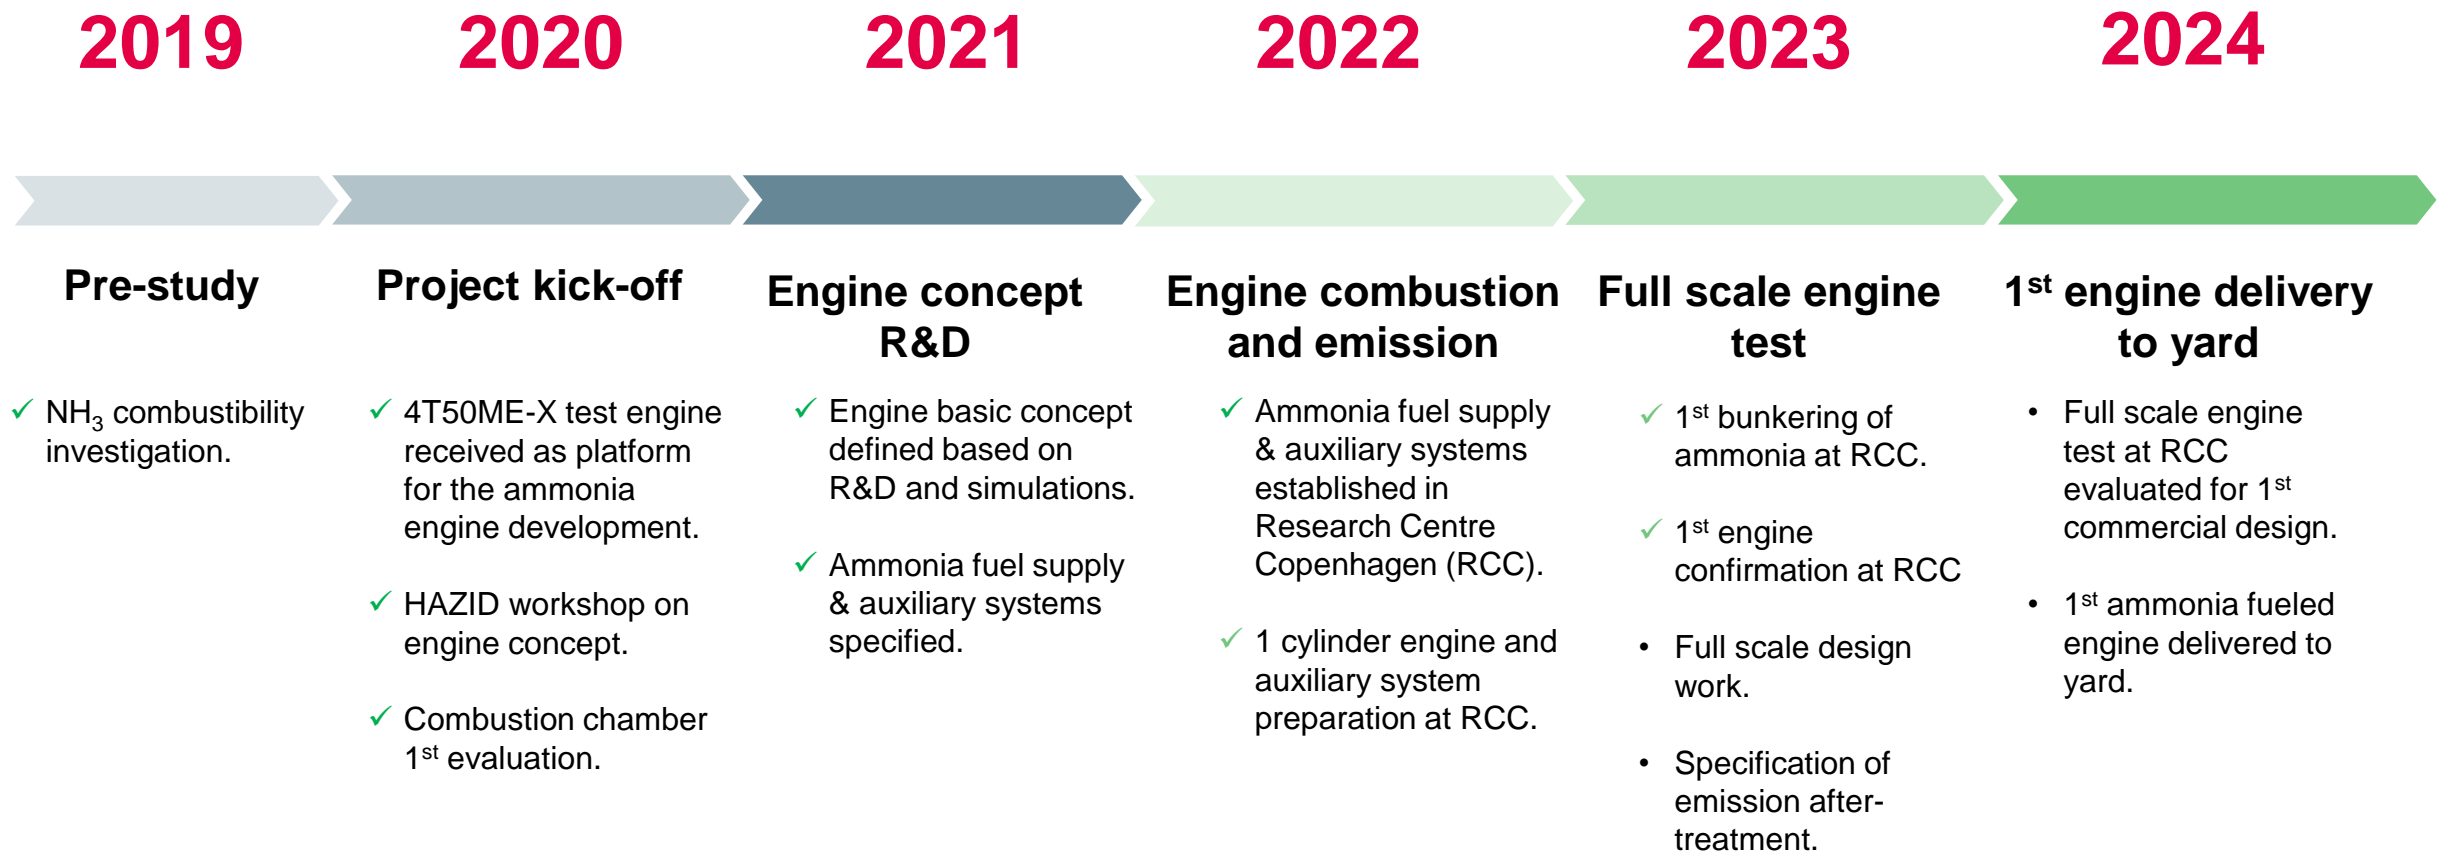 2019
2020
2021
2022
2023
2024
Pre-study
✓ NH₃ combustibility
investigation.
Project kick-off
✓ 4T50ME-X test engine
received as platform
for the ammonia
engine development.
✓ HAZID workshop on
engine concept.
✓ Combustion chamber
1st evaluation.
Engine concept
R&D
✓ Engine basic concept
defined based on
R&D and simulations.
✓ Ammonia fuel supply
& auxiliary systems
specified.
Engine combustion
and emission
✓ Ammonia fuel supply
& auxiliary systems
established in
Research Centre
Copenhagen (RCC).
✓ 1 cylinder engine and
auxiliary system
preparation at RCC.
Full scale engine
test
✓ 1st bunkering of
ammonia at RCC.
✓ 1st engine
confirmation at RCC
• Full scale design
work.
• Specification of
emission after-
treatment.
1st engine delivery
to yard
• Full scale engine
test at RCC
evaluated for 1st
commercial design.
• 1st ammonia fueled
engine delivered to
yard.